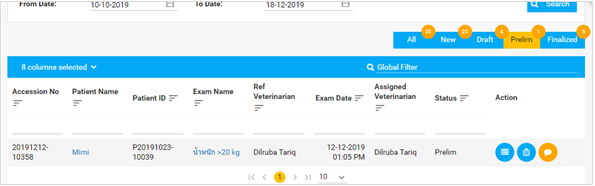 From Date: 10-10-2019 To Date: 18-12-2019 Search
All 33 New 23 Draft 4 Prelim 1 Finalized 5
8 columns selected Global Filter
Accession No Patient Name Patient ID Exam Name Ref Veterinarian Exam Date Assigned Veterinarian Status Action
20191212-10358 Mimi P20191023-10039 น้ำหนัก >20 kg Dilruba Tariq 12-12-2019 01:05 PM Dilruba Tariq Prelim
1 10